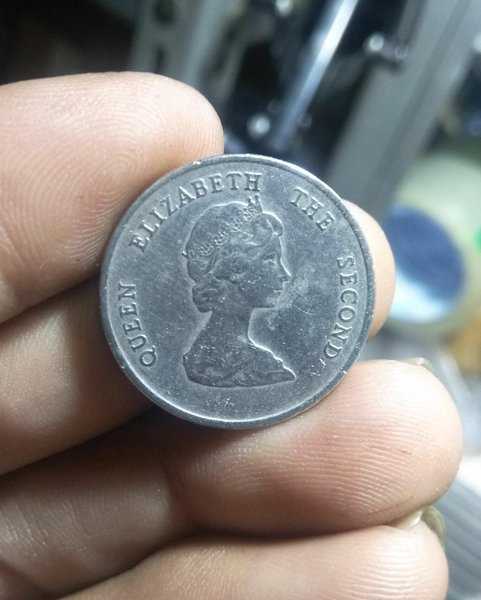 QUEEN ELIZABETH THE SECOND